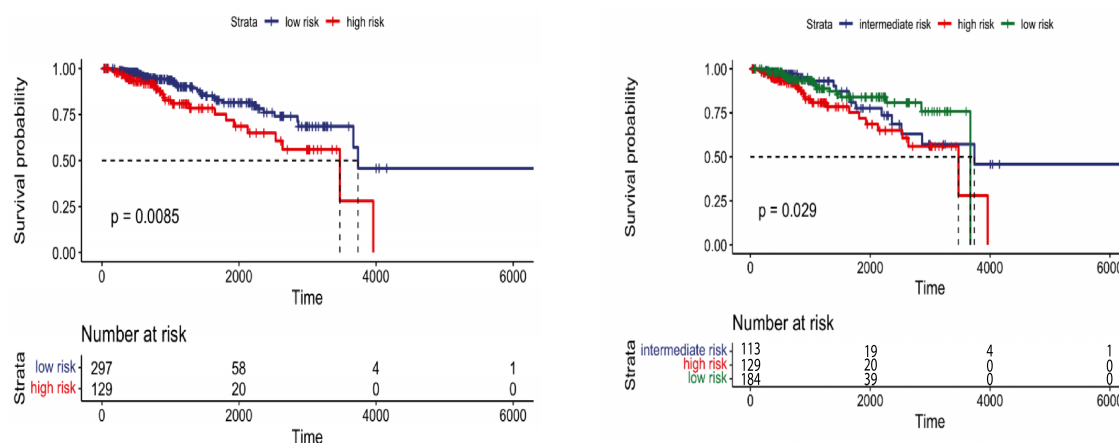 Strata low risk high risk
Survival probability
1.00
0.75
0.50
0.25
0.00
p = 0.0085
0 2000 4000 6000
Time
Number at risk
Strata
low risk 297 58 4 1
high risk 129 20 0 0
0 2000 4000 6000
Time
Strata intermediate risk high risk low risk
Survival probability
1.00
0.75
0.50
0.25
0.00
p = 0.029
0 2000 4000 6000
Time
Number at risk
Strata
intermediate risk 113 19 4 1
high risk 129 20 0 0
low risk 184 39 0 0
0 2000 4000 6000
Time